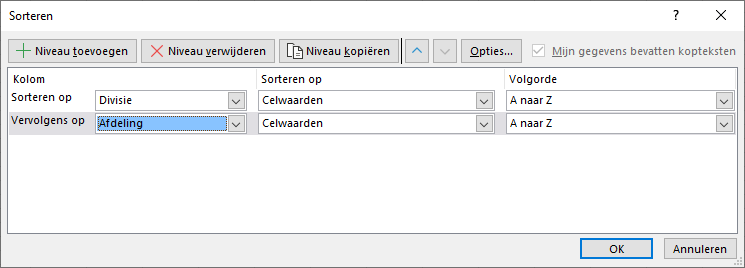 Sorteren
Niveau toevoegen Niveau verwijderen Niveau kopiëren Opties... Mijn gegevens bevatten kopteksten
Kolom Sorteren op Volgorde
Sorteren op Divisie Celwaarden A naar Z
Vervolgens op Afdeling Celwaarden A naar Z
OK Annuleren